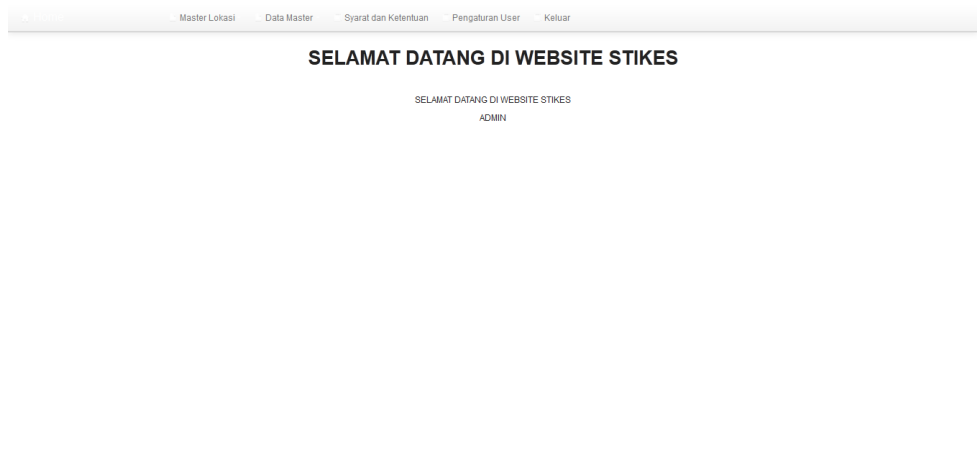 Master Lokasi Data Master Syarat dan Ketentuan Pengaturan User Keluar
SELAMAT DATANG DI WEBSITE STIKES
SELAMAT DATANG DI WEBSITE STIKES
ADMIN